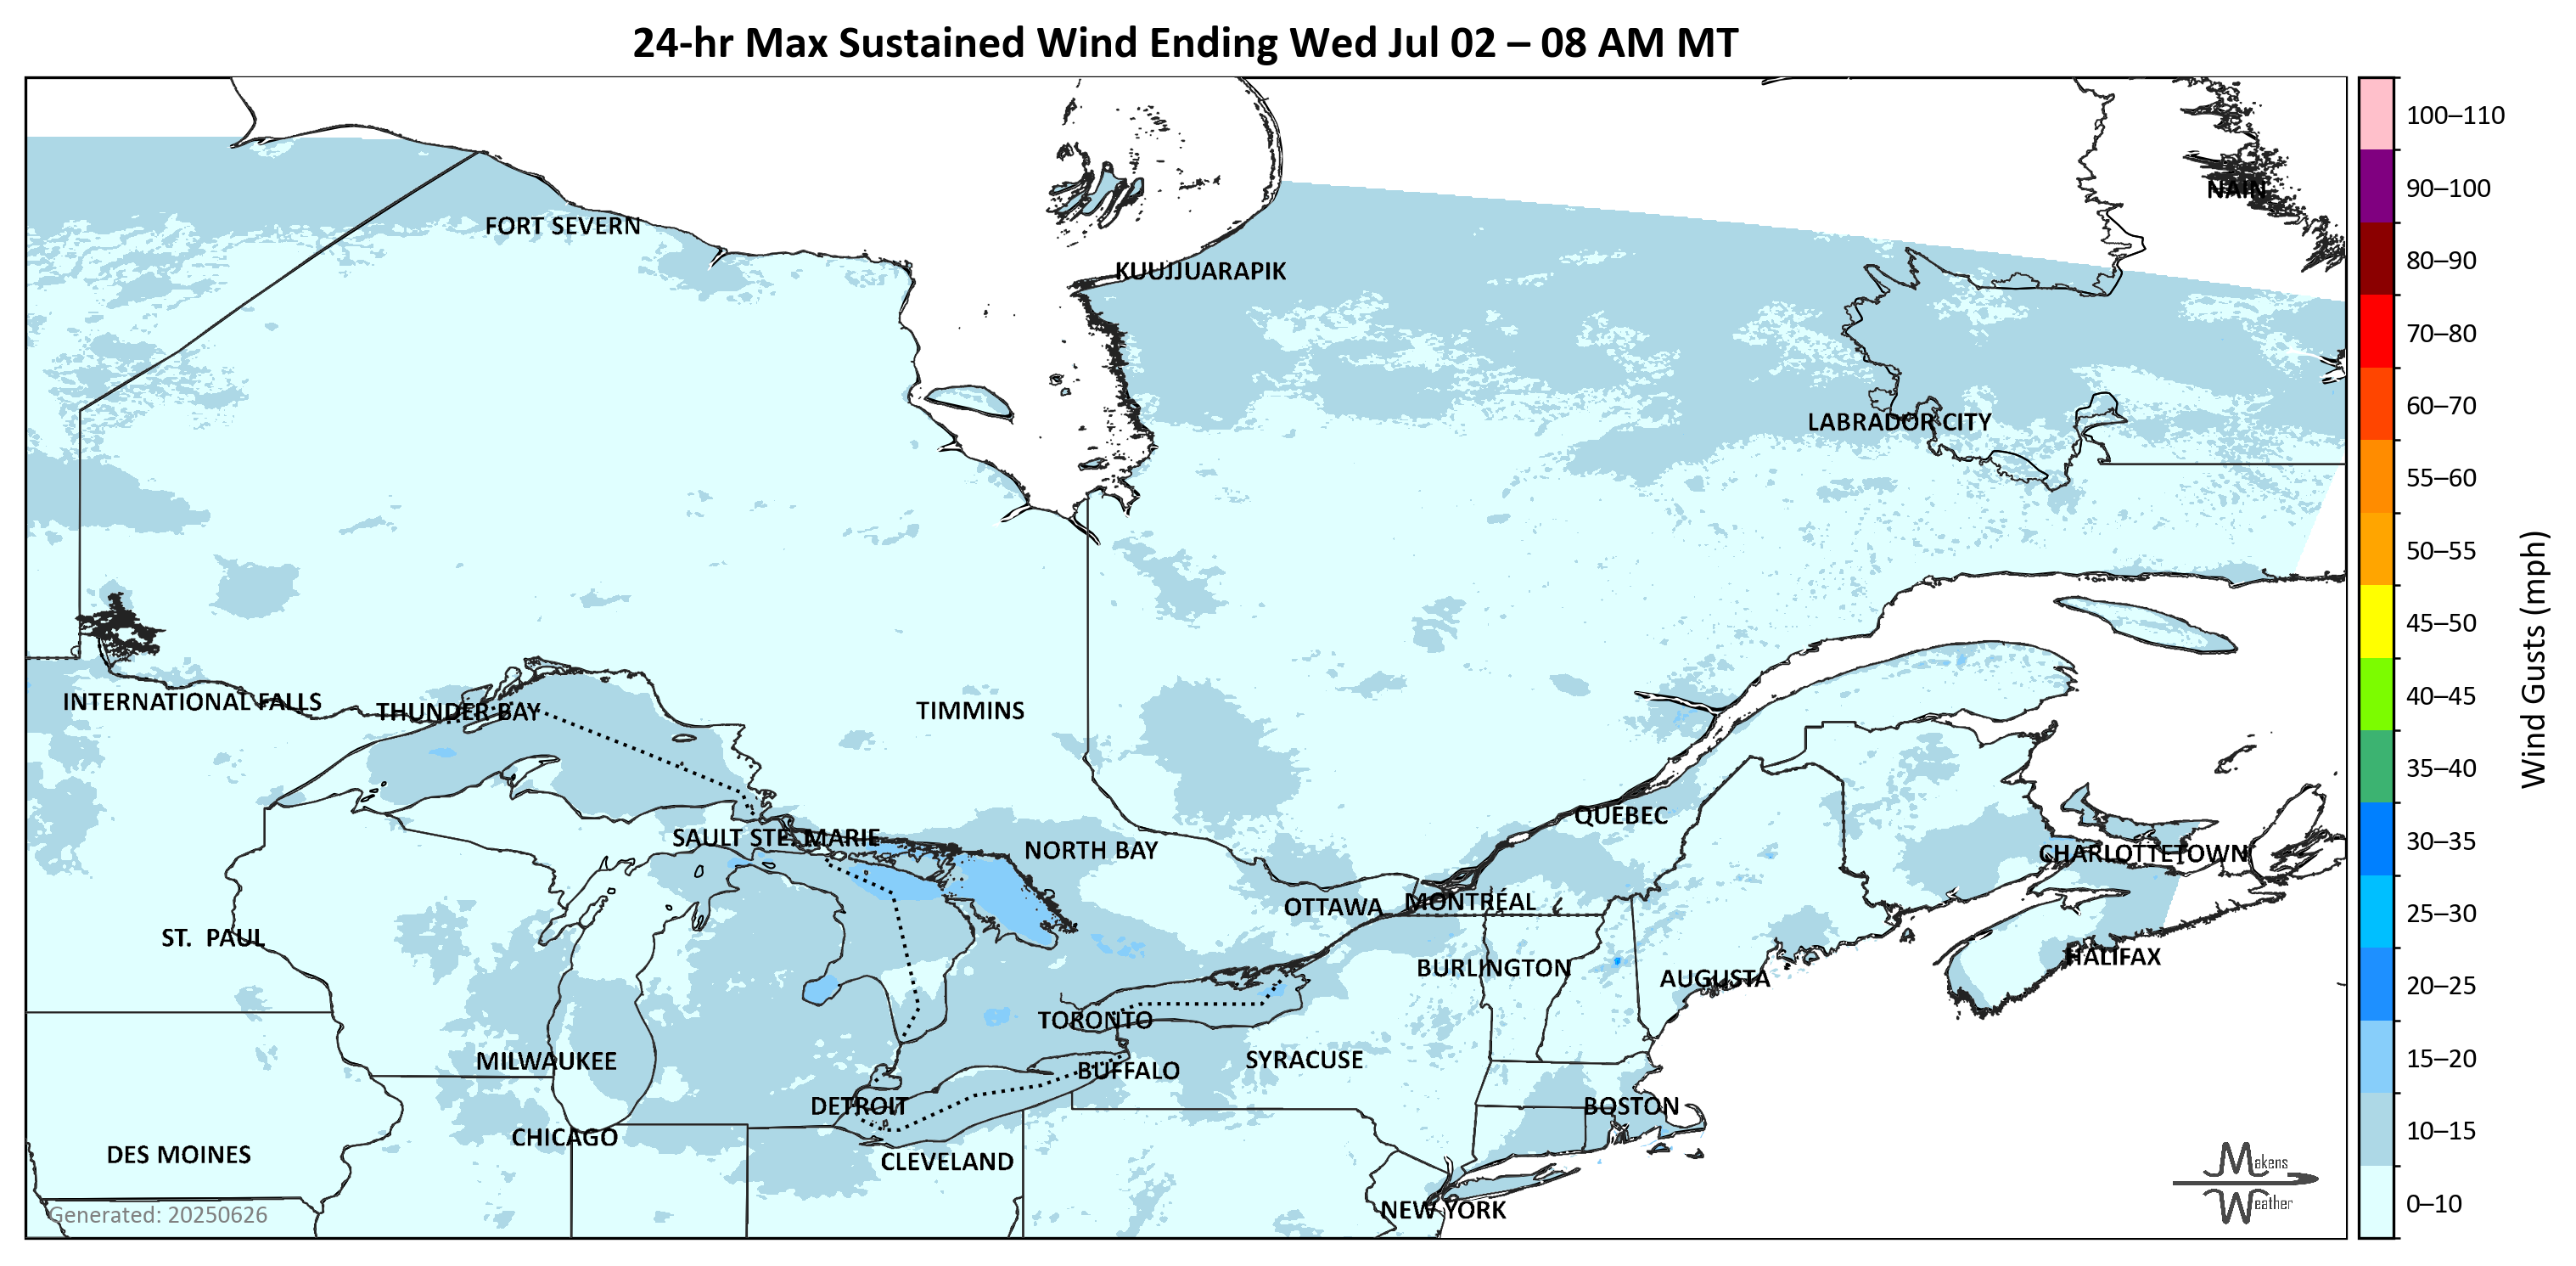 24-hr Max Sustained Wind Ending Wed Jul 02 – 08 AM MT
100–110
90–100
80–90
70–80
60–70
55–60
50–55
45–50
40–45
35–40
30–35
25–30
20–25
15–20
10–15
0–10
Wind Gusts (mph)
NAIN
FORT SEVERN
KUUJJUARAPIK
LABRADOR CITY
INTERNATIONAL FALLS
THUNDER BAY
TIMMINS
QUEBEC
SAULT STE. MARIE
NORTH BAY
CHARLOTTETOWN
OTTAWA
MONTRÉAL
ST. PAUL
HALIFAX
BURLINGTON
AUGUSTA
TORONTO
MILWAUKEE
SYRACUSE
BUFFALO
DETROIT
BOSTON
CHICAGO
DES MOINES
CLEVELAND
NEW YORK
Generated: 20250626
Makens
Weather